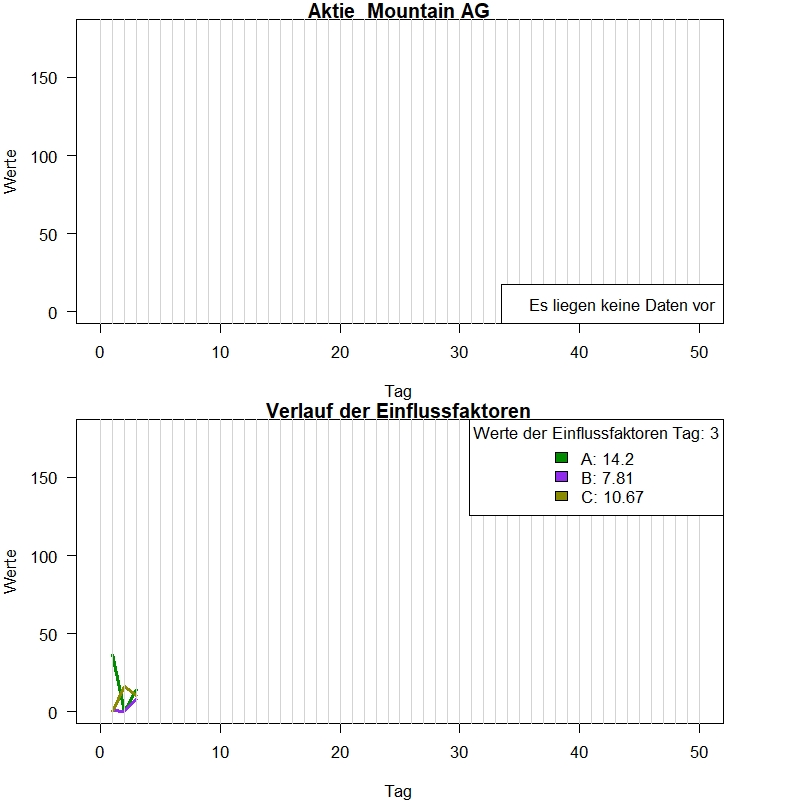 Aktie  Mountain AG
Werte
150
100
50
0
Es liegen keine Daten vor
0 10 20 30 40 50
Tag
Verlauf der Einflussfaktoren
Werte der Einflussfaktoren Tag: 3
A: 14.2
B: 7.81
C: 10.67
Werte
150
100
50
0
0 10 20 30 40 50
Tag